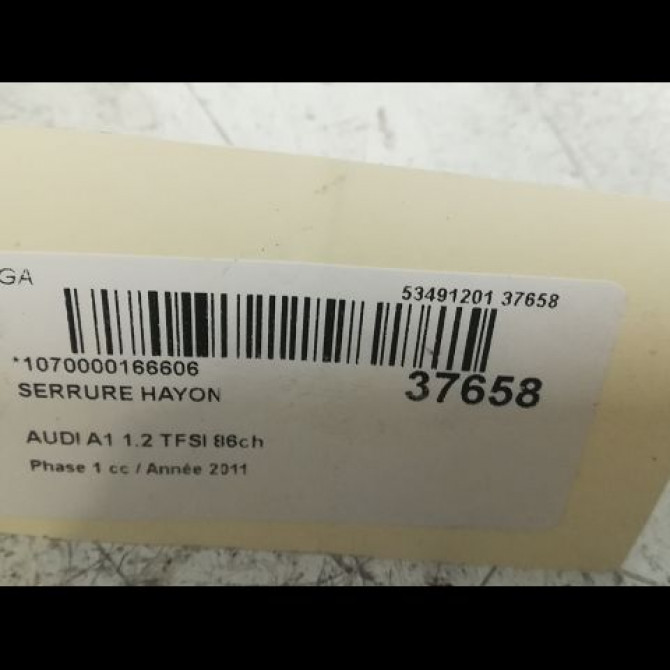 GA
53491201 37658
*1070000166606
37658
SERRURE HAYON
AUDI A1 1.2 TFSI 86ch
Phase 1 cc / Année 2011